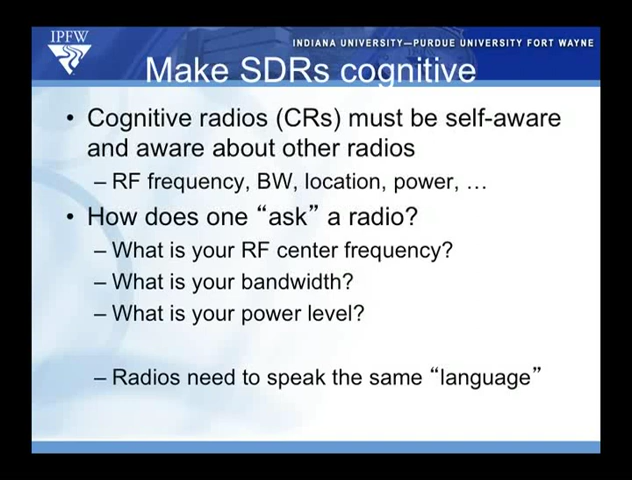 IPFW
INDIANA UNIVERSITY—PURDUE UNIVERSITY FORT WAYNE
Make SDRs cognitive
• Cognitive radios (CRs) must be self-aware
and aware about other radios
– RF frequency, BW, location, power, …
• How does one “ask” a radio?
– What is your RF center frequency?
– What is your bandwidth?
– What is your power level?
– Radios need to speak the same “language”